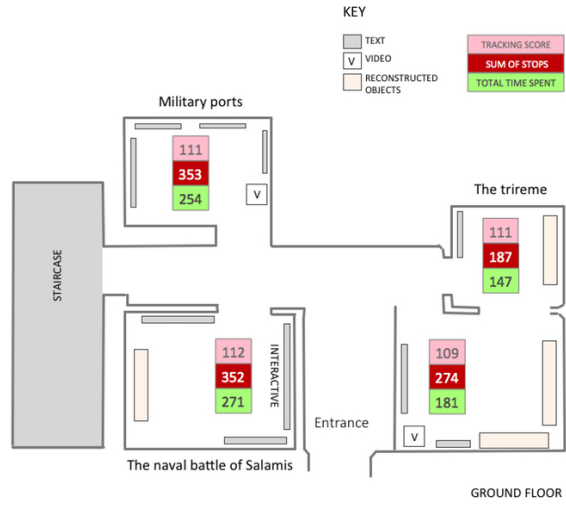 KEY
TEXT
VIDEO
V
RECONSTRUCTED
OBJECTS
TRACKING SCORE
SUM OF STOPS
TOTAL TIME SPENT
Military ports
111
353
254
V
The trireme
111
187
147
STAIRCASE
112
352
271
INTERACTIVE
109
274
181
V
Entrance
The naval battle of Salamis
GROUND FLOOR